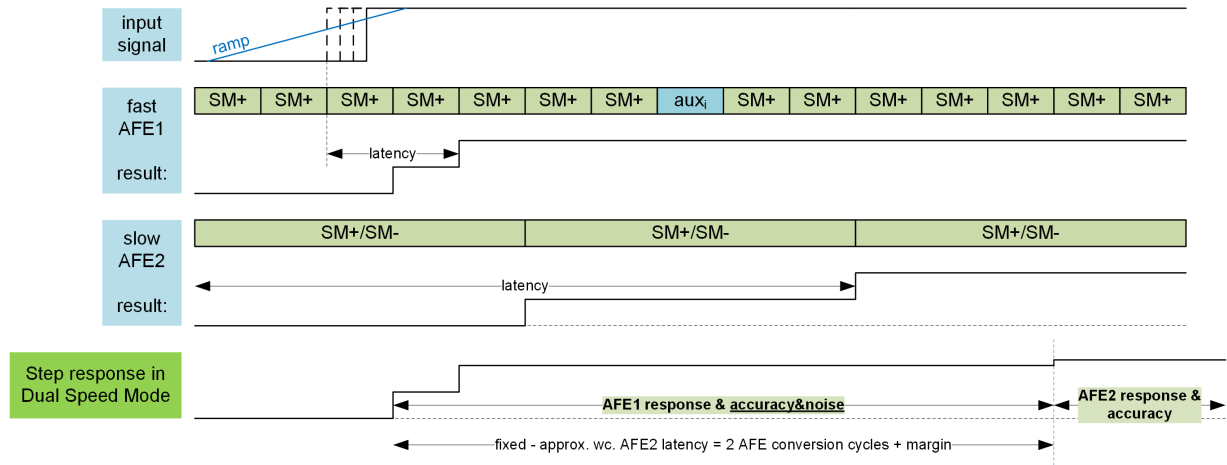 input
signal
ramp
fast
AFE1
SM+ SM+ SM+ SM+ SM+ SM+ SM+ auxi SM+ SM+ SM+ SM+ SM+ SM+ SM+
latency
result:
slow
AFE2
SM+/SM- SM+/SM- SM+/SM-
latency
result:
Step response in
Dual Speed Mode
AFE1 response & accuracy&noise
AFE2 response &
accuracy
fixed - approx. wc. AFE2 latency = 2 AFE conversion cycles + margin